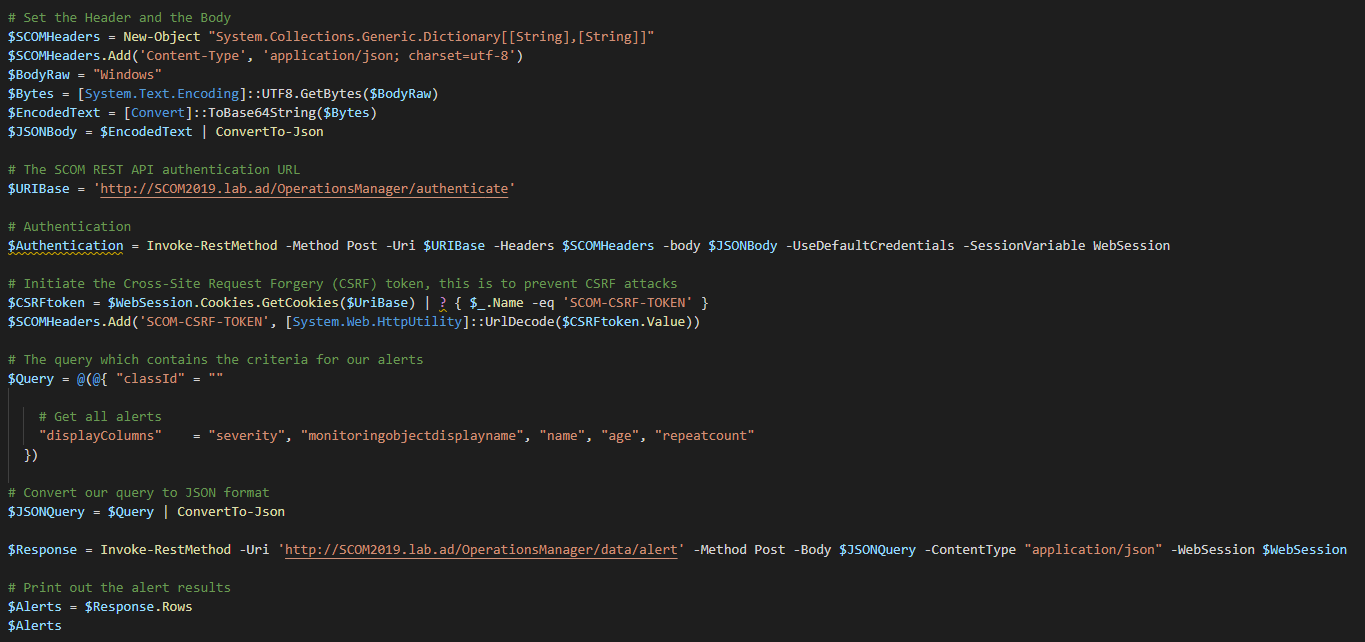 # Set the Header and the Body
$SCOMHeaders = New-Object "System.Collections.Generic.Dictionary[[String],[String]]"
$SCOMHeaders.Add('Content-Type', 'application/json; charset=utf-8')
$BodyRaw = "Windows"
$Bytes = [System.Text.Encoding]::UTF8.GetBytes($BodyRaw)
$EncodedText = [Convert]::ToBase64String($Bytes)
$JSONBody = $EncodedText | ConvertTo-Json

# The SCOM REST API authentication URL
$URIBase = 'http://SCOM2019.lab.ad/OperationsManager/authenticate'

# Authentication
$Authentication = Invoke-RestMethod -Method Post -Uri $URIBase -Headers $SCOMHeaders -body $JSONBody -UseDefaultCredentials -SessionVariable WebSession

# Initiate the Cross-Site Request Forgery (CSRF) token, this is to prevent CSRF attacks
$CSRFtoken = $WebSession.Cookies.GetCookies($UriBase) | ? { $_.Name -eq 'SCOM-CSRF-TOKEN' }
$SCOMHeaders.Add('SCOM-CSRF-TOKEN', [System.Web.HttpUtility]::UrlDecode($CSRFtoken.Value))

# The query which contains the criteria for our alerts
$Query = @(@{ "classId" = ""

    # Get all alerts
    "displayColumns"    = "severity", "monitoringobjectdisplayname", "name", "age", "repeatcount"
  })

# Convert our query to JSON format
$JSONQuery = $Query | ConvertTo-Json

$Response = Invoke-RestMethod -Uri 'http://SCOM2019.lab.ad/OperationsManager/data/alert' -Method Post -Body $JSONQuery -ContentType "application/json" -WebSession $WebSession

# Print out the alert results
$Alerts = $Response.Rows
$Alerts